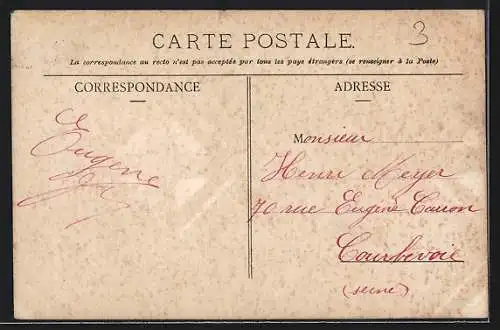 3
CARTE POSTALE.
La correspondance au recto n'est pas acceptée par tous les pays étrangers (se renseigner à la Poste)
CORRESPONDANCE
ADRESSE
Eugène
Monsieur
Henri Meyer
70 rue Eugène Caron
Courbevoie
(seine)